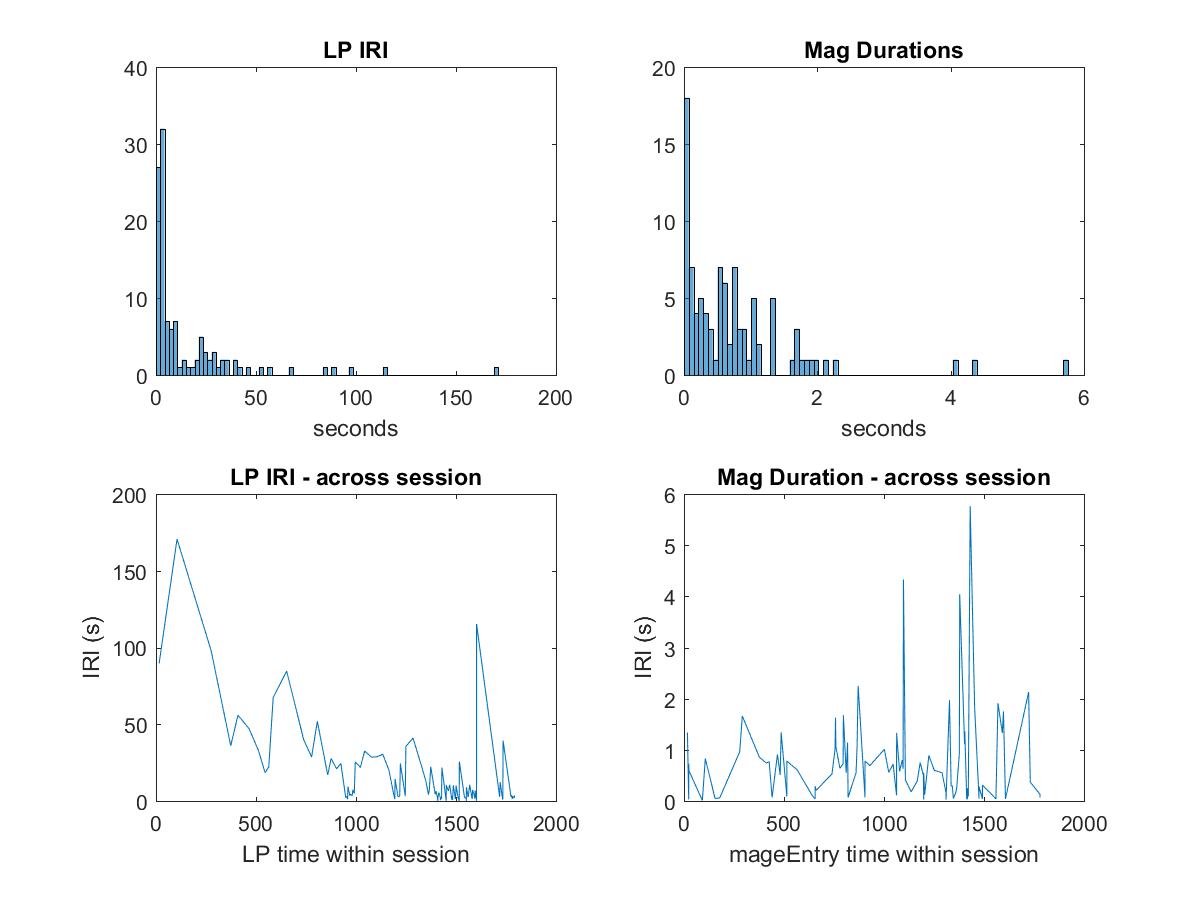 LP IRI
40
30
20
10
0
0 50 100 150 200
seconds
Mag Durations
20
15
10
5
0
0 2 4 6
seconds
LP IRI - across session
200
150
100
50
0
IRI (s)
0 500 1000 1500 2000
LP time within session
Mag Duration - across session
6
5
4
3
2
1
0
IRI (s)
0 500 1000 1500 2000
mageEntry time within session